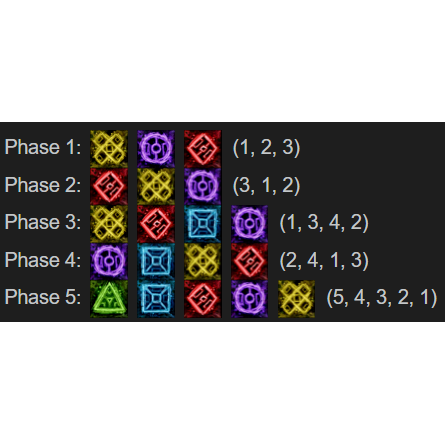 Phase 1: (1, 2, 3)
Phase 2: (3, 1, 2)
Phase 3: (1, 3, 4, 2)
Phase 4: (2, 4, 1, 3)
Phase 5: (5, 4, 3, 2, 1)